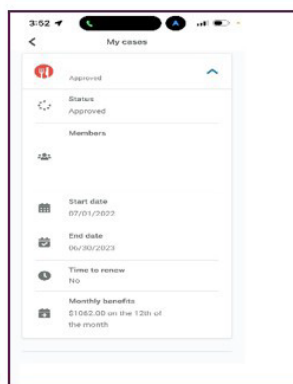 3:52
My cases
Approved
Status
Approved
Members
Start date
07/01/2022
End date
06/30/2023
Time to renew
No
Monthly benefits
$1062.00 on the 12th of
the month